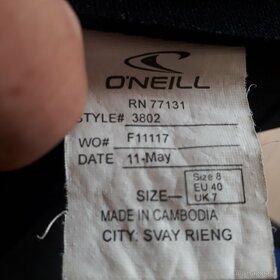 O'NEILL
RN 77131
STYLE# 3802
WO# F11117
DATE 11-May
SIZE— Size 8
EU 40
UK 7
MADE IN CAMBODIA
CITY: SVAY RIENG